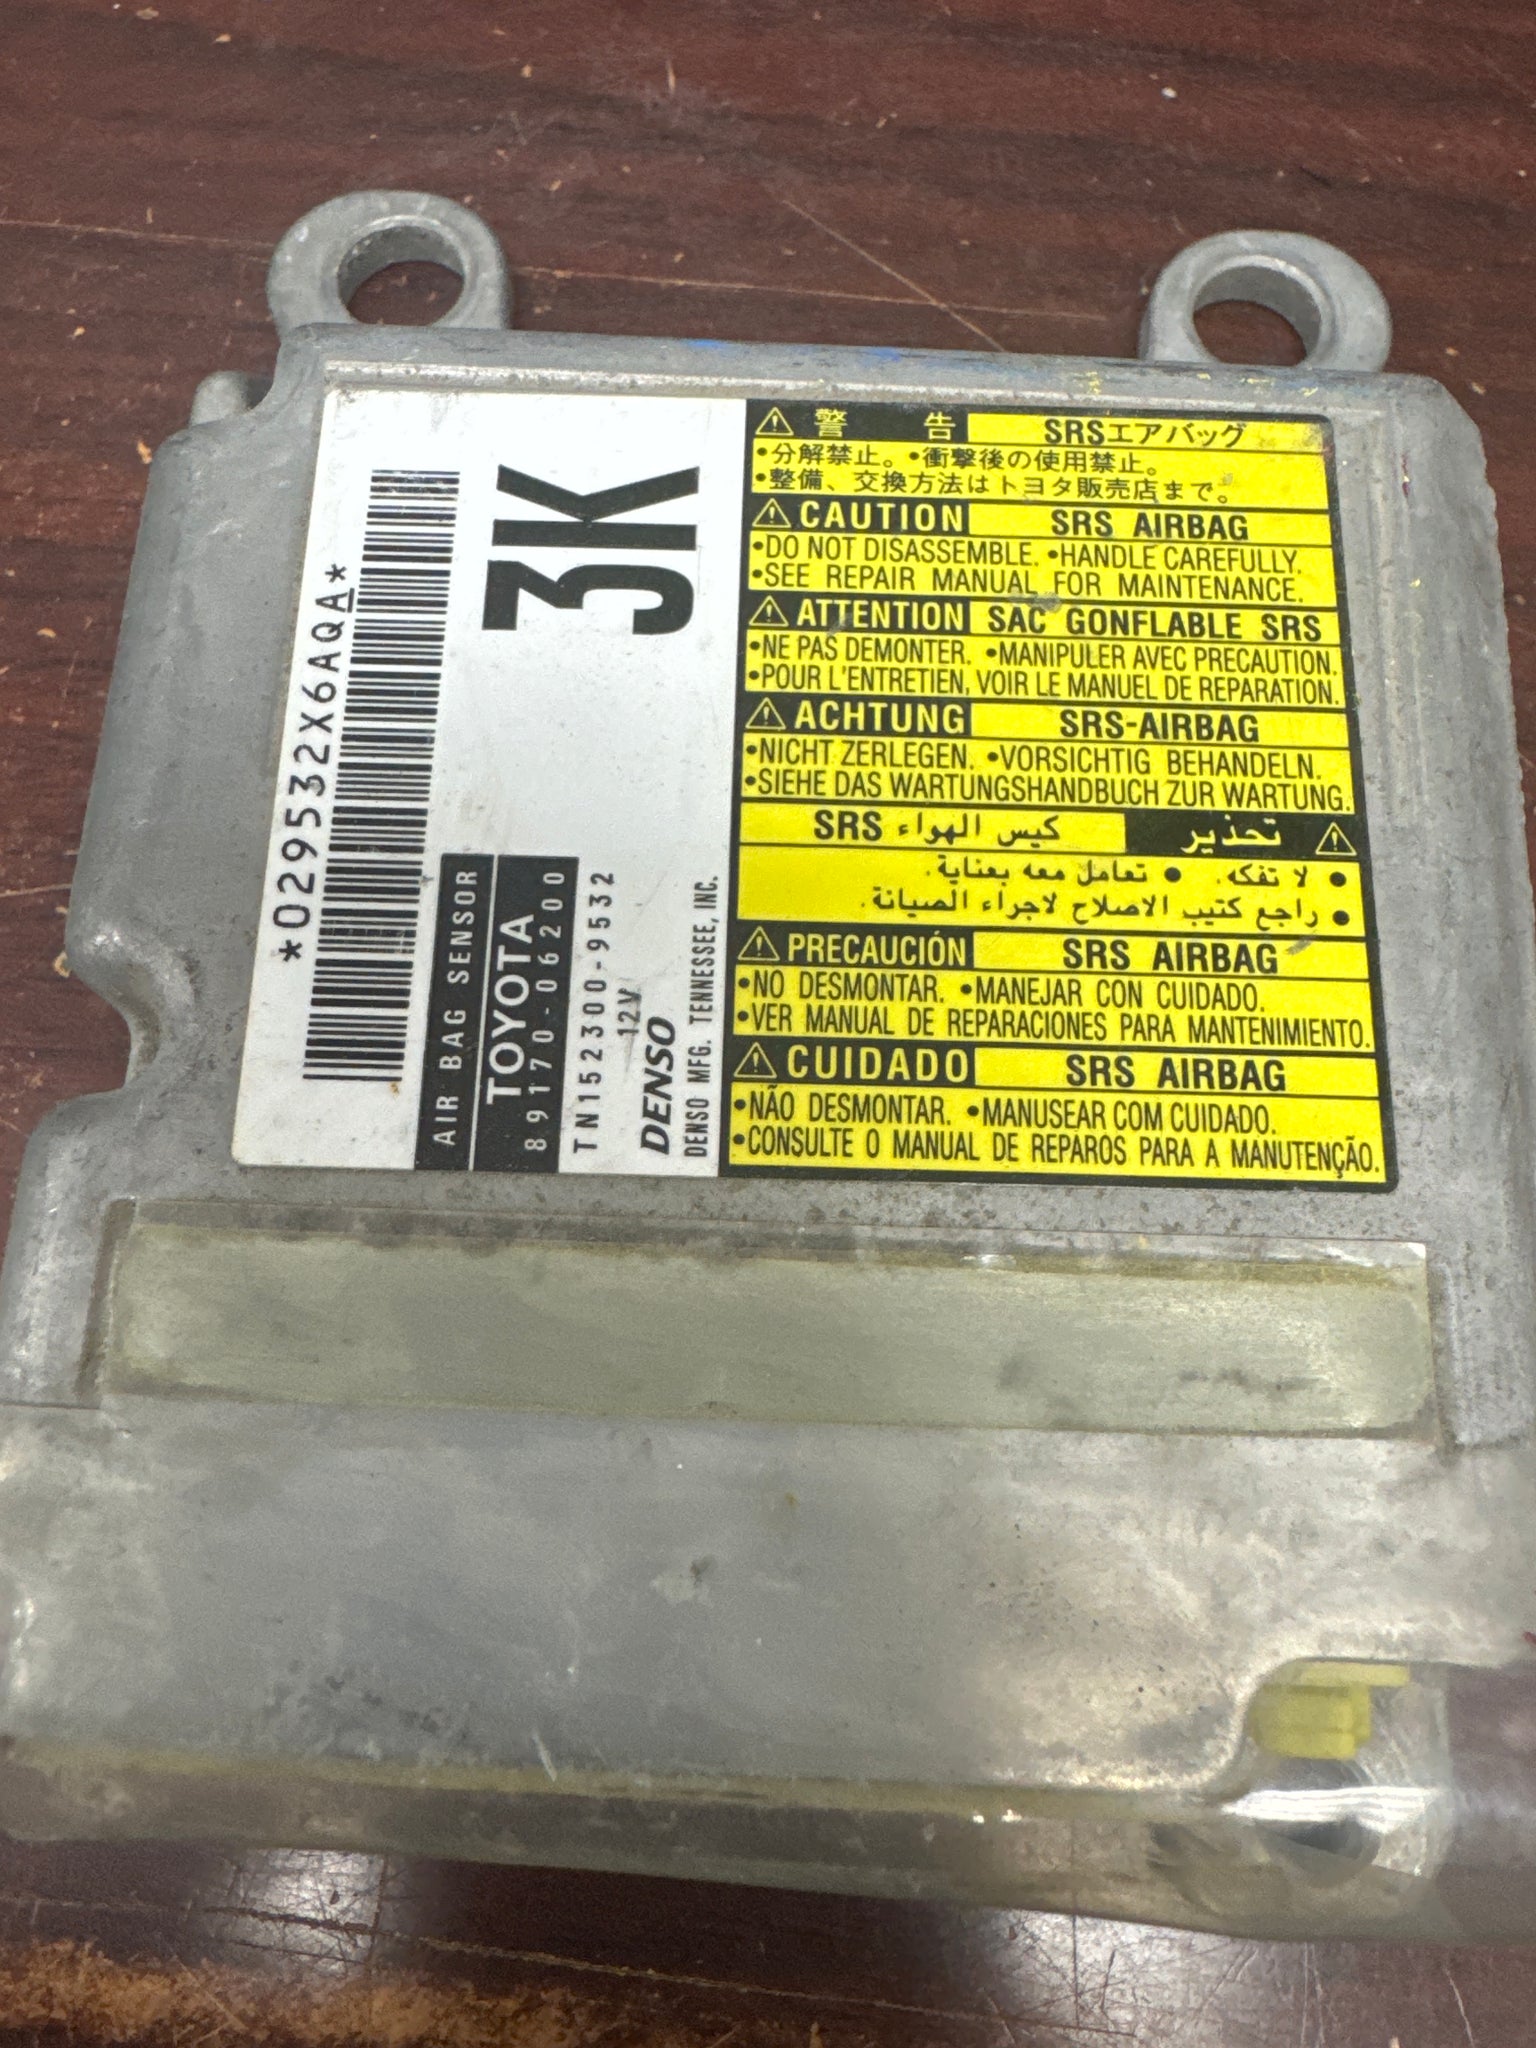 *029532X6AQA*
3K
AIR BAG SENSOR
TOYOTA
89170-06200
TN152300-9532
12V
DENSO
DENSO MFG. TENNESSEE, INC.
⚠警告 SRSエアバッグ
•分解禁止。•衝撃後の使用禁止。
•整備、交換方法はトヨタ販売店まで。
⚠CAUTION SRS AIRBAG
•DO NOT DISASSEMBLE. •HANDLE CAREFULLY.
•SEE REPAIR MANUAL FOR MAINTENANCE.
⚠ATTENTION SAC GONFLABLE SRS
•NE PAS DEMONTER. •MANIPULER AVEC PRECAUTION.
•POUR L'ENTRETIEN, VOIR LE MANUEL DE REPARATION.
⚠ACHTUNG SRS-AIRBAG
•NICHT ZERLEGEN. •VORSICHTIG BEHANDELN.
•SIEHE DAS WARTUNGSHANDBUCH ZUR WARTUNG.
⚠ تحذير كيس الهواء SRS
• لا تفكه. • تعامل معه بعناية.
• راجع كتيب الاصلاح لاجراء الصيانة.
⚠PRECAUCIÓN SRS AIRBAG
•NO DESMONTAR. •MANEJAR CON CUIDADO.
•VER MANUAL DE REPARACIONES PARA MANTENIMIENTO.
⚠CUIDADO SRS AIRBAG
•NÃO DESMONTAR. •MANUSEAR COM CUIDADO.
•CONSULTE O MANUAL DE REPAROS PARA A MANUTENÇÃO.